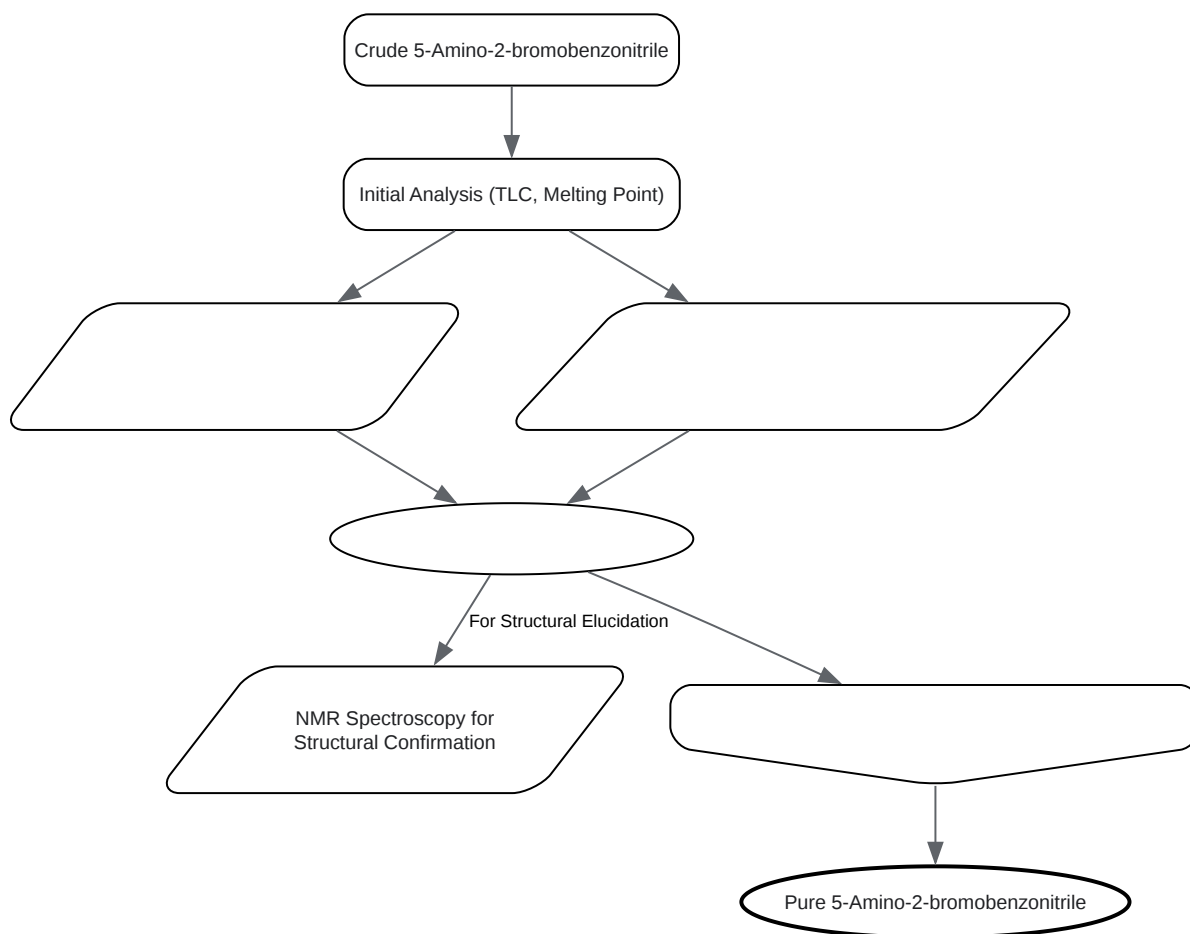 Crude 5-Amino-2-bromobenzonitrile
Initial Analysis (TLC, Melting Point)
For Structural Elucidation
NMR Spectroscopy for
Structural Confirmation
Pure 5-Amino-2-bromobenzonitrile